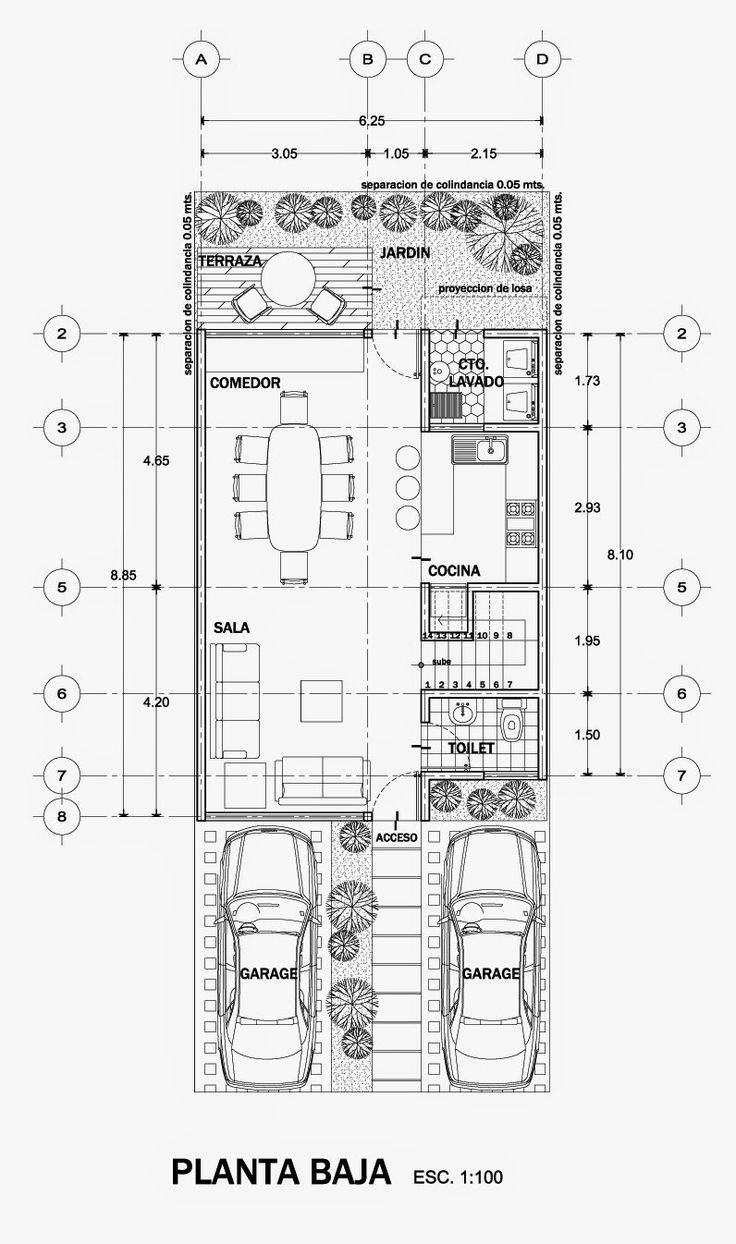 2
3
5
6
7
8.10
1.73
2.93
1.95
1.50
separacion de colindancia 0.05 mts.
D
C
B
A
2.15
1.05
3.05
6.25
separacion de colindancia 0.05 mts.
proyeccion de losa
JARDIN
TERRAZA
CTO.
LAVADO
COCINA
14 13 12 11 10 9 8
sube
1 2 3 4 5 6 7
TOILET
ACCESO
GARAGE
COMEDOR
SALA
GARAGE
separacion de colindancia 0.05 mts.
4.65
4.20
8.85
2
3
5
6
7
8
PLANTA BAJA ESC. 1:100